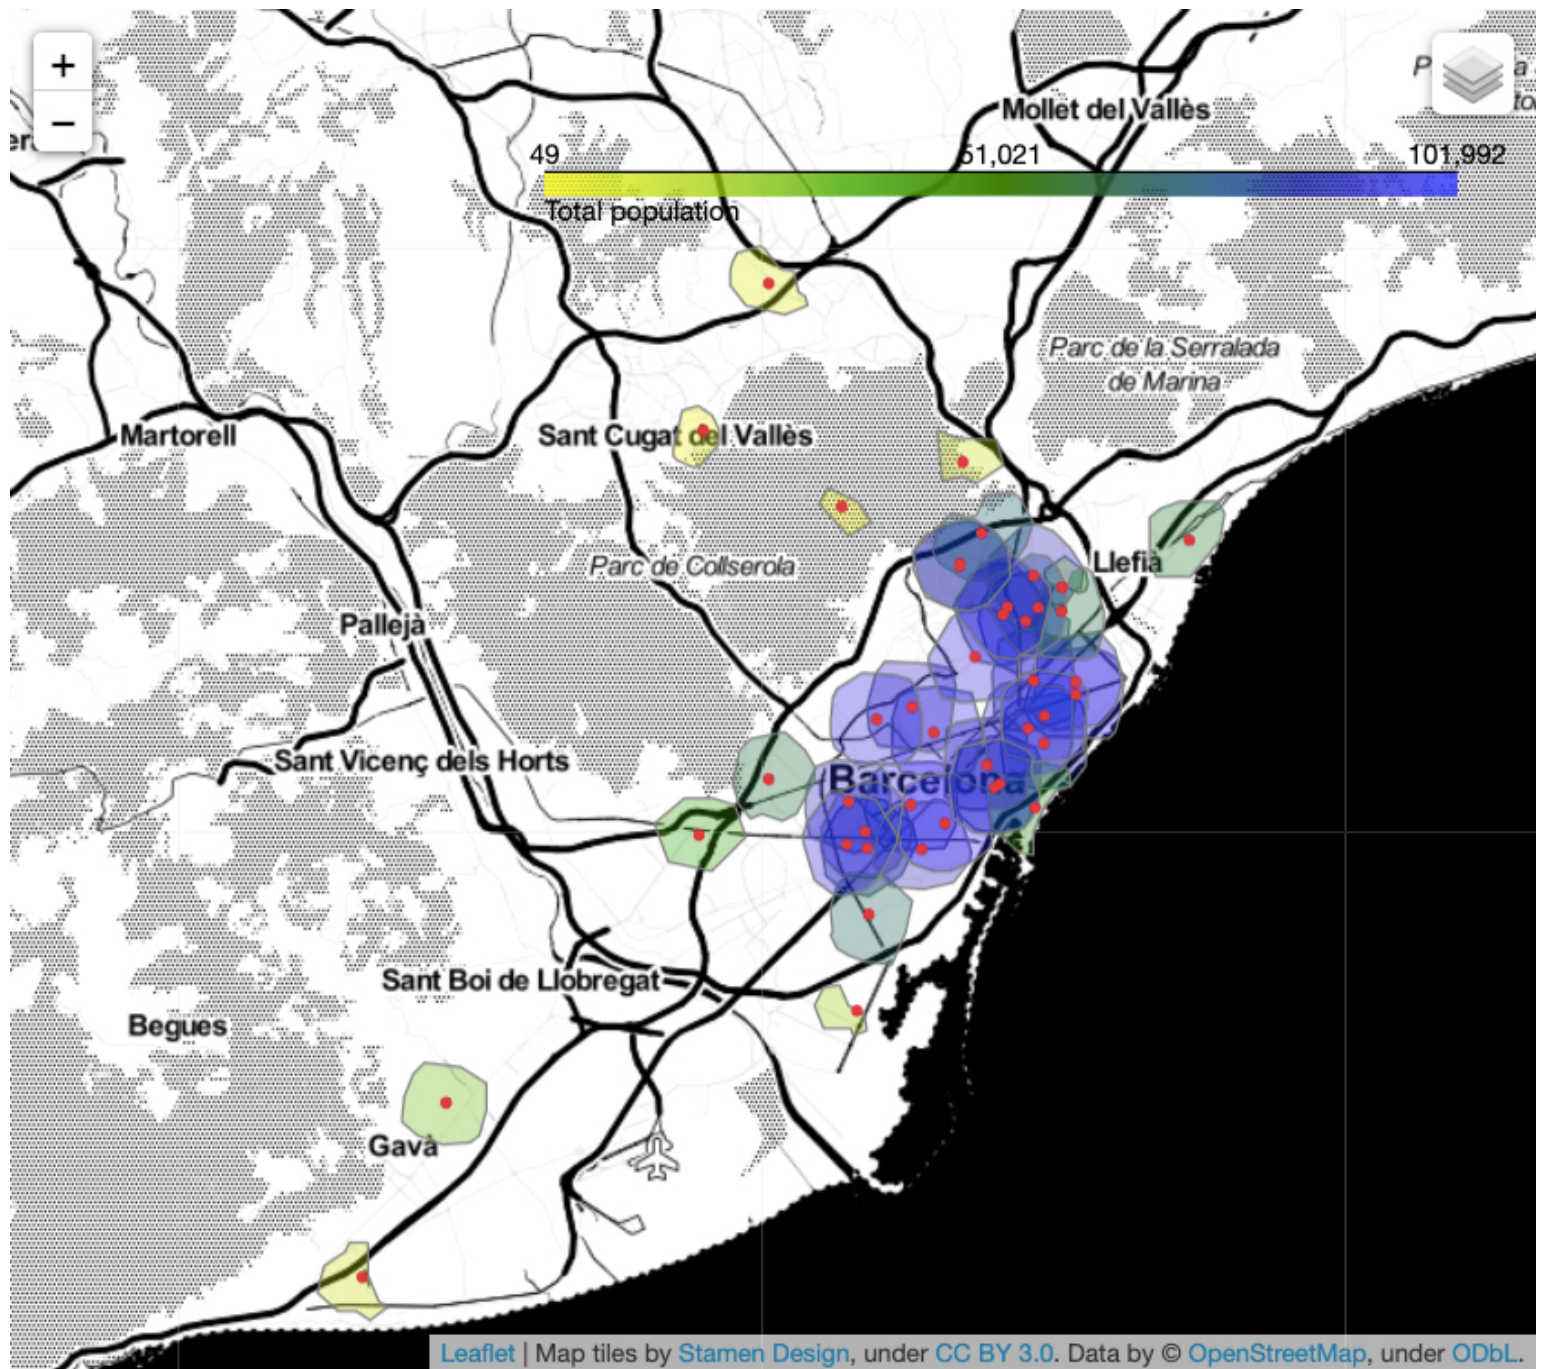 +
−
Mollet del Vallès
49
51,021
101,992
Total population
Parc de la Serralada
de Marina
Martorell
Sant Cugat del Vallès
Parc de Collserola
Llefià
Pallejà
Sant Vicenç dels Horts
Barcelona
Sant Boi de Llobregat
Begues
Gavà
Leaflet | Map tiles by Stamen Design, under CC BY 3.0. Data by © OpenStreetMap, under ODbL.